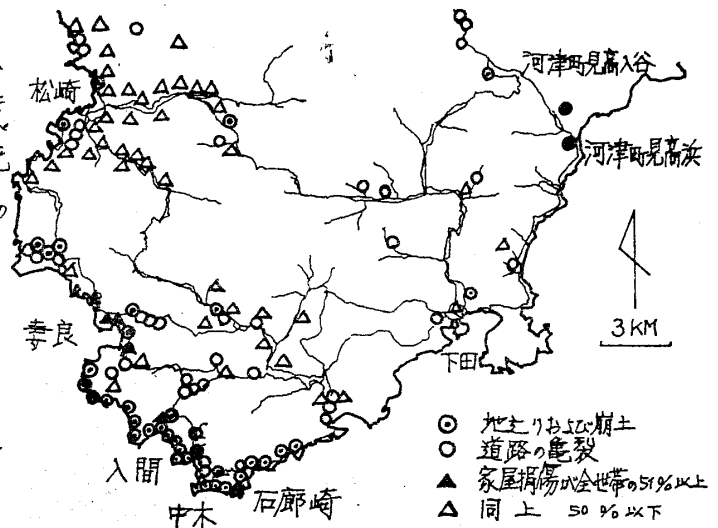 河津町見高入谷
松崎
河津町見高浜
妻良
3KM
下田
入間
中木
石廊崎
地辷りおよび崩土
道路の亀裂
家屋損傷が全世帯の51%以上
同上 50%以下